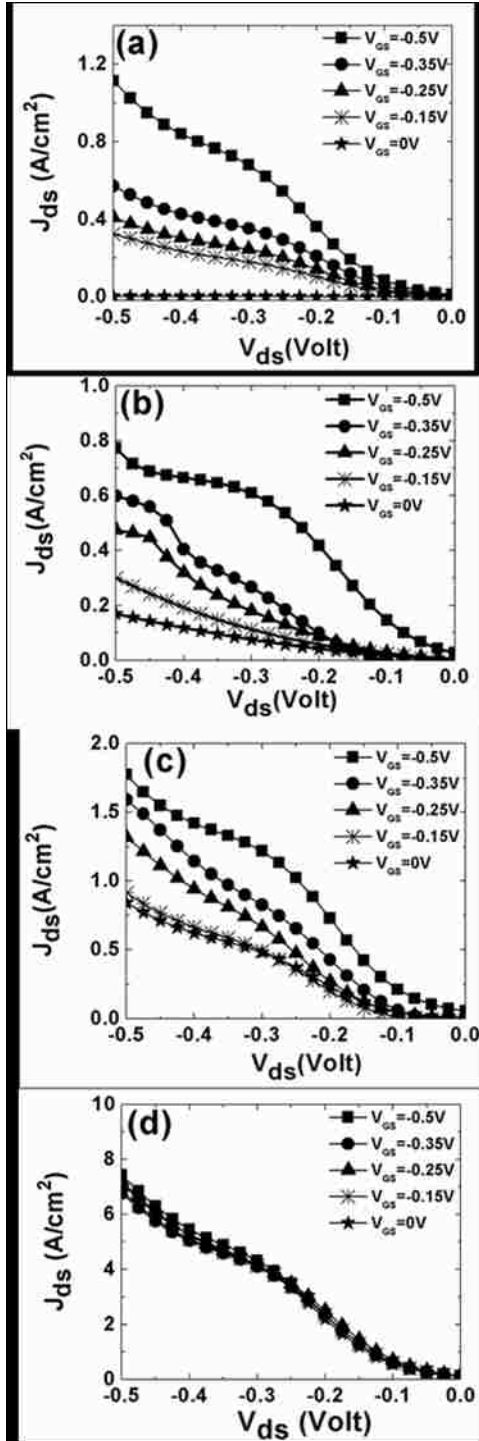 (a)
V_GS=-0.5V
V_GS=-0.35V
V_GS=-0.25V
V_GS=-0.15V
V_GS=0V
J_ds (A/cm²)
1.2
0.8
0.4
0.0
-0.5 -0.4 -0.3 -0.2 -0.1 0.0
V_ds(Volt)
(b)
V_GS=-0.5V
V_GS=-0.35V
V_GS=-0.25V
V_GS=-0.15V
V_GS=0V
J_ds(A/cm²)
1.0
0.8
0.6
0.4
0.2
0.0
-0.5 -0.4 -0.3 -0.2 -0.1 0.0
V_ds(Volt)
(c)
V_GS=-0.5V
V_GS=-0.35V
V_GS=-0.25V
V_GS=-0.15V
V_GS=0V
J_ds(A/cm²)
2.0
1.5
1.0
0.5
0.0
-0.5 -0.4 -0.3 -0.2 -0.1 0.0
V_ds(Volt)
(d)
V_GS=-0.5V
V_GS=-0.35V
V_GS=-0.25V
V_GS=-0.15V
V_GS=0V
J_ds (A/cm²)
10
8
6
4
2
0
-0.5 -0.4 -0.3 -0.2 -0.1 0.0
V_ds (Volt)